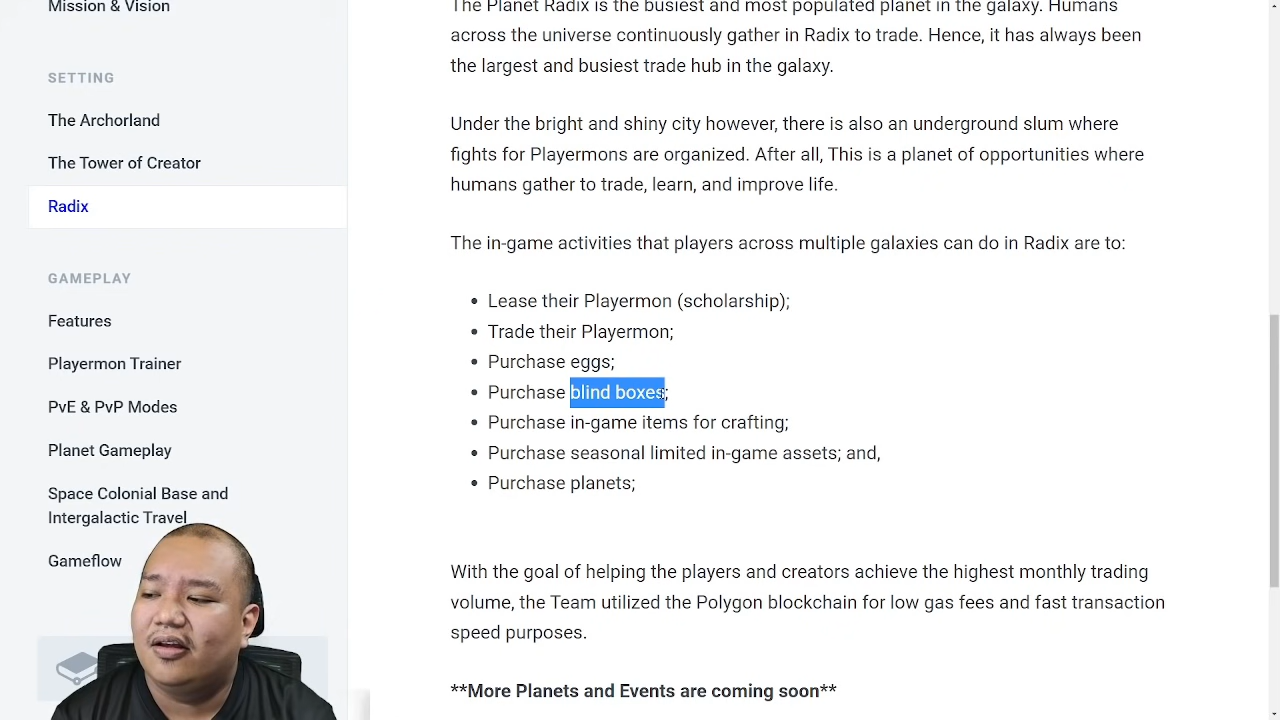 Mission & Vision
SETTING
The Archorland
The Tower of Creator
Radix
GAMEPLAY
Features
Playermon Trainer
PvE & PvP Modes
Planet Gameplay
Space Colonial Base and
Intergalactic Travel
Gameflow
The Planet Radix is the busiest and most populated planet in the galaxy. Humans
across the universe continuously gather in Radix to trade. Hence, it has always been
the largest and busiest trade hub in the galaxy.
Under the bright and shiny city however, there is also an underground slum where
fights for Playermons are organized. After all, This is a planet of opportunities where
humans gather to trade, learn, and improve life.
The in-game activities that players across multiple galaxies can do in Radix are to:
• Lease their Playermon (scholarship);
• Trade their Playermon;
• Purchase eggs;
• Purchase blind boxes;
• Purchase in-game items for crafting;
• Purchase seasonal limited in-game assets; and,
• Purchase planets;
With the goal of helping the players and creators achieve the highest monthly trading
volume, the Team utilized the Polygon blockchain for low gas fees and fast transaction
speed purposes.
**More Planets and Events are coming soon**